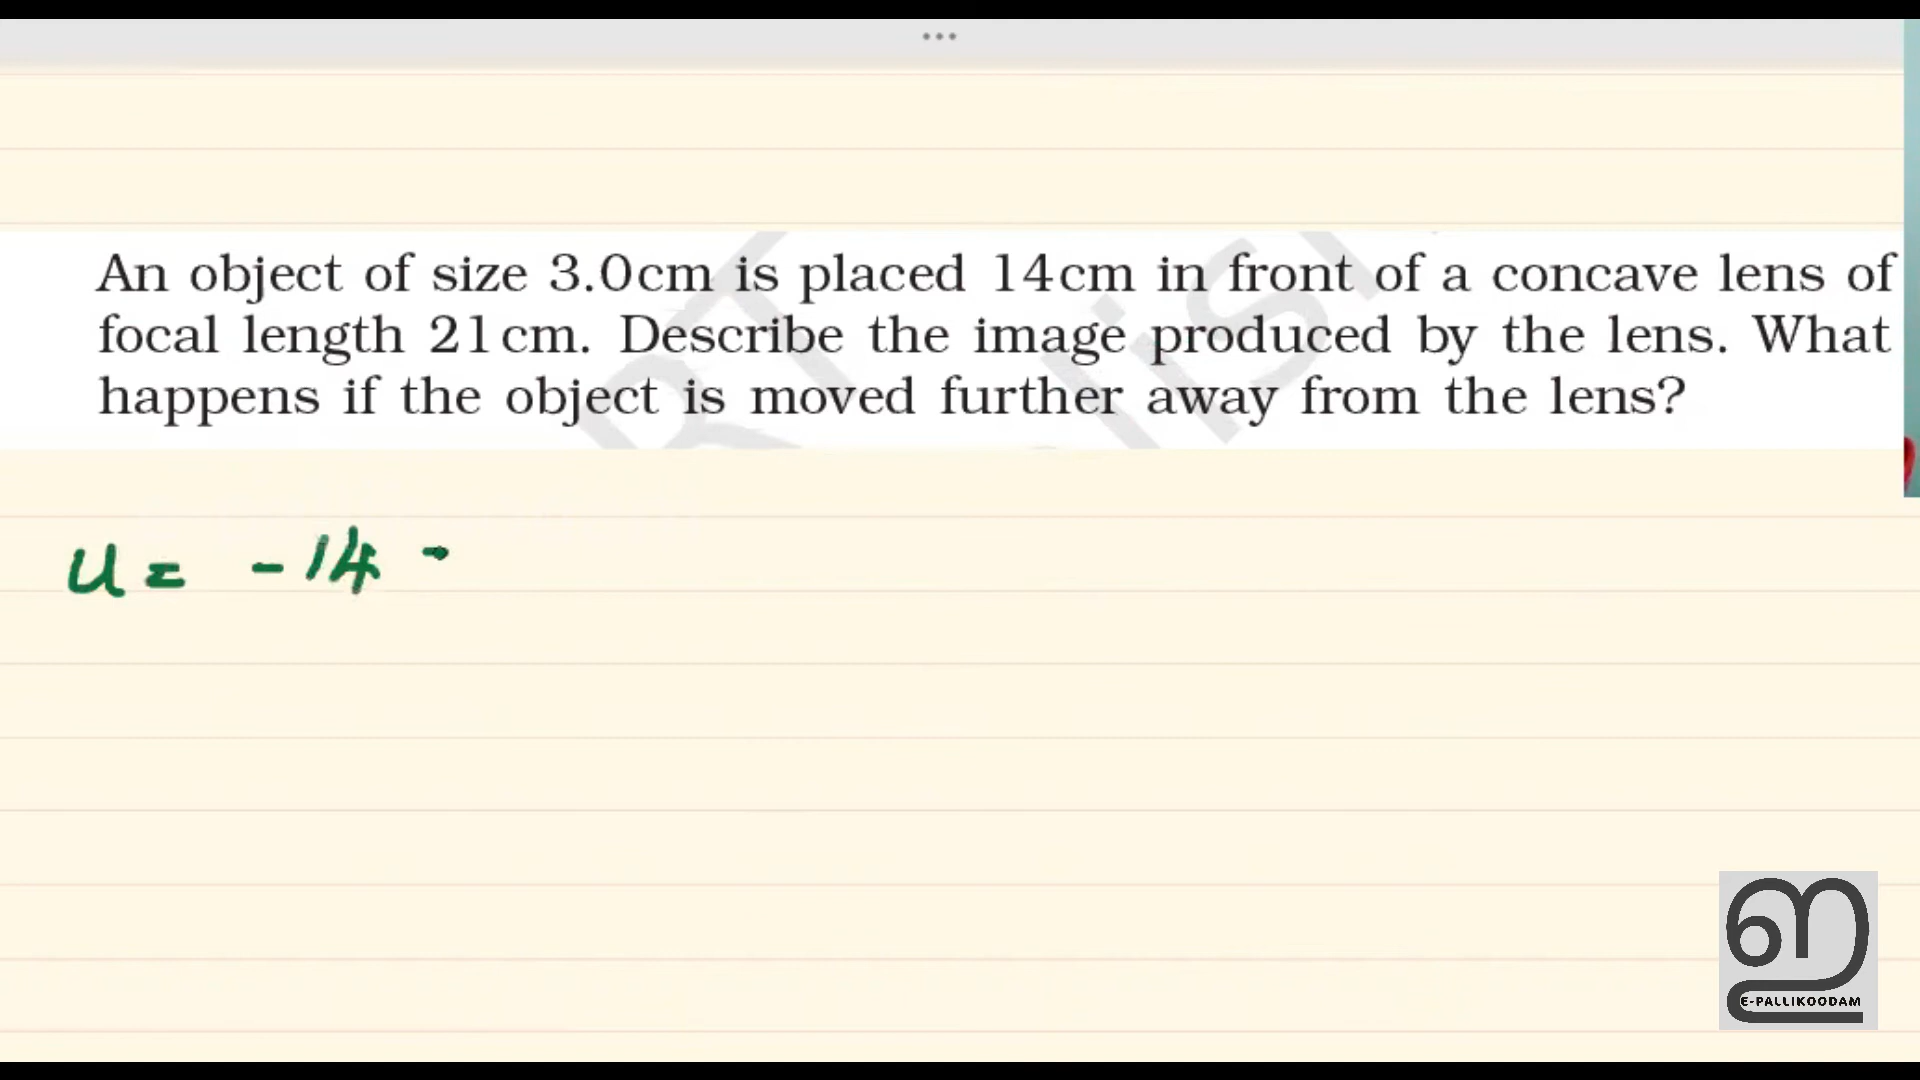 •••
An object of size 3.0cm is placed 14cm in front of a concave lens of
focal length 21cm. Describe the image produced by the lens. What
happens if the object is moved further away from the lens?
u = - 14 -
ഇ
E-PALLIKOODAM